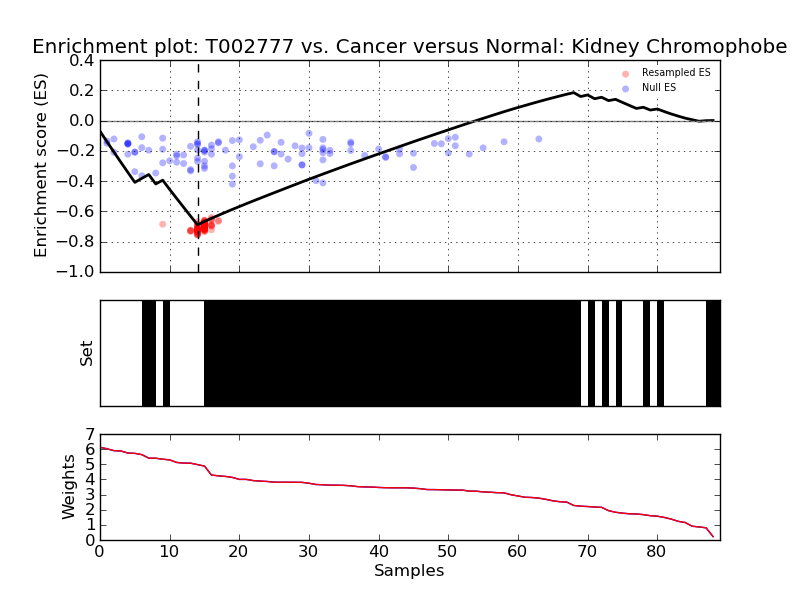 Enrichment plot: T002777 vs. Cancer versus Normal: Kidney Chromophobe
Enrichment score (ES)
0.4
0.2
0.0
−0.2
−0.4
−0.6
−0.8
−1.0
Resampled ES
Null ES
Set
Weights
7
6
5
4
3
2
1
0
0 10 20 30 40 50 60 70 80
Samples